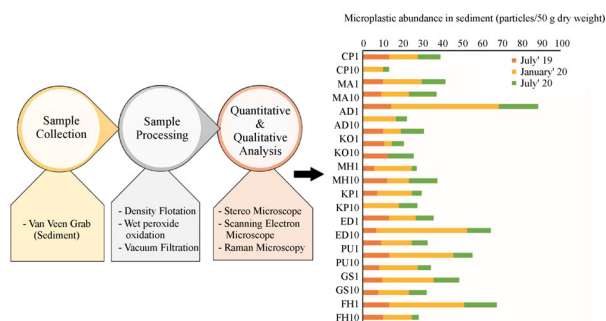 Microplastic abundance in sediment (particles/50 g dry weight)
0 10 20 30 40 50 60 70 80 90 100
July' 19
January' 20
July' 20
CP1
CP10
MA1
MA10
AD1
AD10
KO1
KO10
MH1
MH10
KP1
KP10
ED1
ED10
PU1
PU10
GS1
GS10
FH1
FH10
Sample
Collection
Sample
Processing
Quantitative
&
Qualitative
Analysis
- Van Veen Grab
(Sediment)
- Density Flotation
- Wet peroxide
oxidation
- Vacuum Filtration
- Stereo Microscope
- Scanning Electron
Microscope
- Raman Microscopy